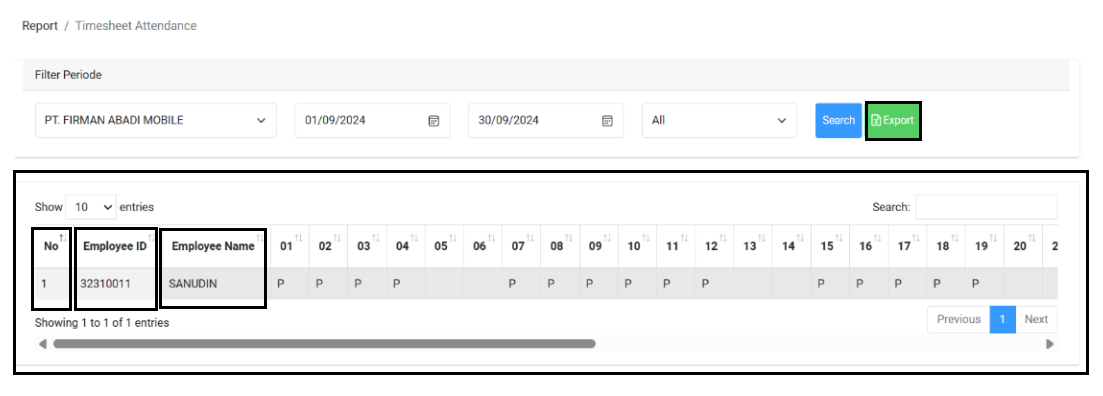 Report / Timesheet Attendance
Filter Periode
PT. FIRMAN ABADI MOBILE 01/09/2024 30/09/2024 All Search Export
Show 10 entries Search:
No Employee ID Employee Name 01 02 03 04 05 06 07 08 09 10 11 12 13 14 15 16 17 18 19 20 2
1 32310011 SANUDIN P P P P P P P P P P P P P P P
Showing 1 to 1 of 1 entries Previous 1 Next